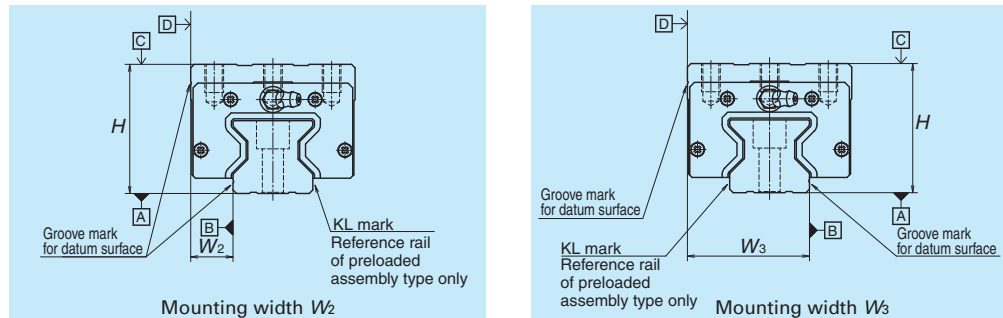 D
C
H
A
B
W2
Groove mark
for datum surface
KL mark
Reference rail
of preloaded
assembly type only
Mounting width W2
D
C
H
A
B
W3
Groove mark
for datum surface
KL mark
Reference rail
of preloaded
assembly type only
Groove mark
for datum surface
Mounting width W3